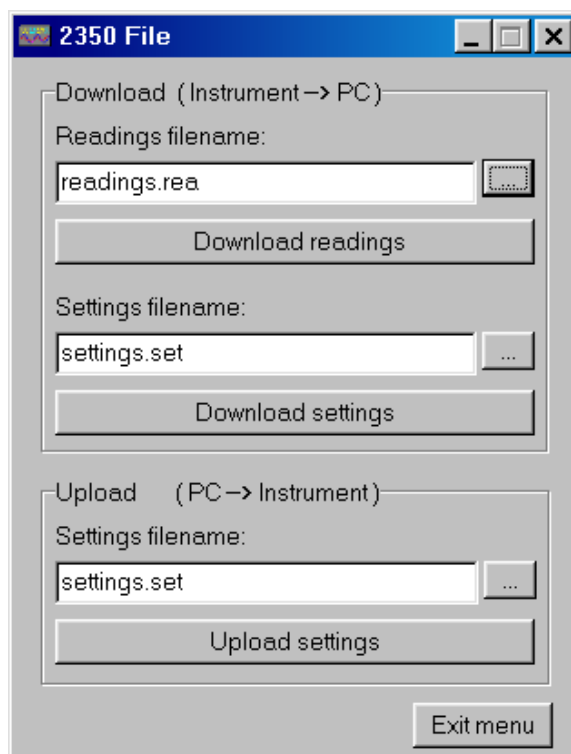 2350 File
Download (Instrument-> PC)
Readings filename:
readings.rea
...
Download readings
Settings filename:
settings.set
...
Download settings
Upload (PC-> Instrument)
Settings filename:
settings.set
...
Upload settings
Exit menu